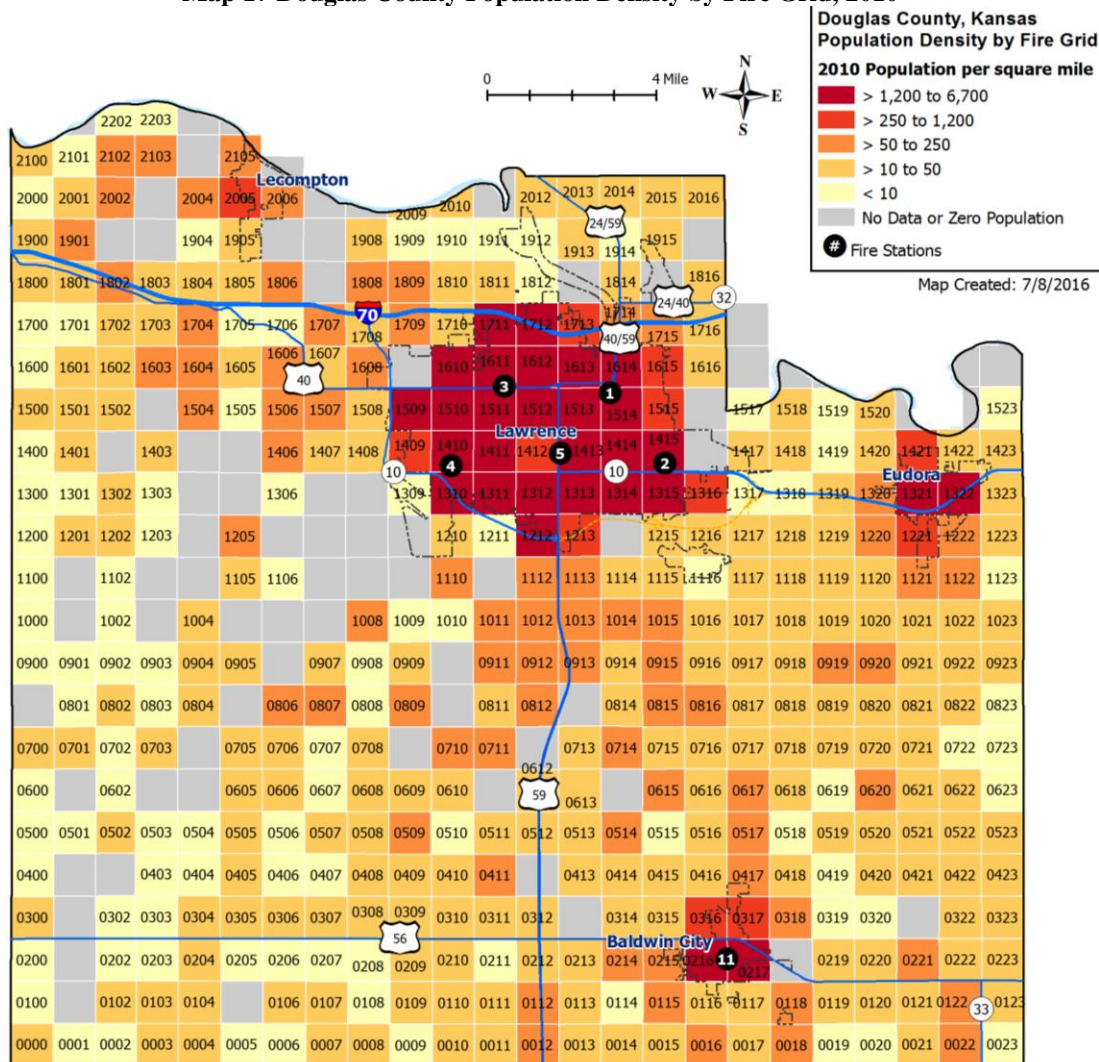 Map 1: Douglas County Population Density by Fire Grid, 2010
Douglas County, Kansas
Population Density by Fire Grid
2010 Population per square mile
> 1,200 to 6,700
> 250 to 1,200
> 50 to 250
> 10 to 50
< 10
No Data or Zero Population
# Fire Stations
Map Created: 7/8/2016
0 4 Mile
N
W E
S
2202 2203
2100 2101 2102 2103 2105
Lecompton
2000 2001 2002 2004 2005 2006 2009 2010 2012 2013 2014 2015 2016
24/59
1900 1901 1904 1905 1908 1909 1910 1911 1912 1913 1914 1915
1800 1801 1802 1803 1804 1805 1806 1808 1809 1810 1811 1812 1814 1816
24/40 32
70
1700 1701 1702 1703 1704 1705 1706 1707 1708 1709 1710 1711 1712 1713 1714 1715 1716
40/59
1600 1601 1602 1603 1604 1605 1606 1607 1608 1610 1611 1612 1613 1614 1615 1616
40 3 1
1500 1501 1502 1504 1505 1506 1507 1508 1509 1510 1511 1512 1513 1514 1515 1517 1518 1519 1520 1523
Lawrence
1400 1401 1403 1406 1407 1408 1409 1410 1411 1412 1413 1414 1415 1417 1418 1419 1420 1421 1422 1423
10 4 5 10 2
Eudora
1300 1301 1302 1303 1306 1309 1310 1311 1312 1313 1314 1315 1316 1317 1318 1319 1320 1321 1322 1323
1200 1201 1202 1203 1205 1210 1211 1212 1213 1215 1216 1217 1218 1219 1220 1221 1222 1223
1100 1102 1105 1106 1110 1112 1113 1114 1115 1116 1117 1118 1119 1120 1121 1122 1123
1000 1002 1004 1008 1009 1010 1011 1012 1013 1014 1015 1016 1017 1018 1019 1020 1021 1022 1023
0900 0901 0902 0903 0904 0905 0907 0908 0909 0911 0912 0913 0914 0915 0916 0917 0918 0919 0920 0921 0922 0923
0801 0802 0803 0804 0806 0807 0808 0809 0811 0812 0814 0815 0816 0817 0818 0819 0820 0821 0822 0823
0700 0701 0702 0703 0705 0706 0707 0708 0710 0711 0713 0714 0715 0716 0717 0718 0719 0720 0721 0722 0723
0600 0602 0605 0606 0607 0608 0609 0610 0612 0613 0615 0616 0617 0618 0619 0620 0621 0622 0623
59
0500 0501 0502 0503 0504 0505 0506 0507 0508 0509 0510 0511 0512 0513 0514 0515 0516 0517 0518 0519 0520 0521 0522 0523
0400 0403 0404 0405 0406 0407 0408 0409 0410 0411 0413 0414 0415 0416 0417 0418 0419 0420 0421 0422 0423
0300 0302 0303 0304 0305 0306 0307 0308 0309 0310 0311 0312 0314 0315 0316 0317 0318 0319 0320 0322 0323
56
Baldwin City
0200 0202 0203 0204 0205 0206 0207 0208 0209 0210 0211 0212 0213 0214 0215 0216 11 0217 0219 0220 0221 0222 0223
0100 0102 0103 0104 0106 0107 0108 0109 0110 0111 0112 0113 0114 0115 0116 0117 0118 0119 0120 0121 0122 33 0123
0000 0001 0002 0003 0004 0005 0006 0007 0008 0009 0010 0011 0012 0013 0014 0015 0016 0017 0018 0019 0020 0021 0022 0023